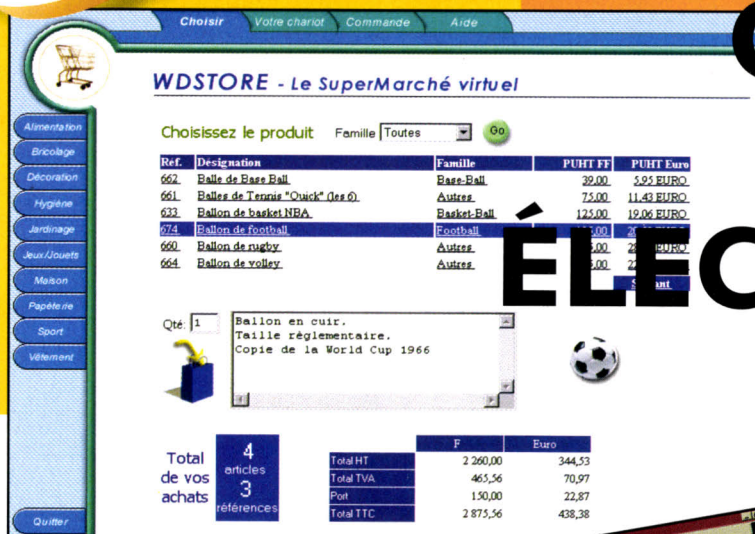 Choisir Votre chariot Commande Aide
WDSTORE - Le SuperMarché virtuel
Alimentation
Bricolage
Décoration
Hygiène
Jardinage
Jeux/Jouets
Maison
Papèterie
Sport
Vêtement
Quitter
Choisissez le produit Famille Toutes Go
Réf. Désignation Famille PUHT FF PUHT Euro
662 Balle de Base Ball Base-Ball 39,00 5,95 EURO
661 Balles de Tennis "Quick" (les 6) Autres 75,00 11,43 EURO
633 Ballon de basket NBA Basket-Ball 125,00 19,06 EURO
674 Ballon de football Football
660 Ballon de rugby Autres
664 Ballon de volley Autres
ÉLEC
Qté: 1
Ballon en cuir.
Taille réglementaire.
Copie de la World Cup 1966
Total de vos achats
4 articles
3 références
F Euro
Total HT 2 260,00 344,53
Total TVA 465,56 70,97
Port 150,00 22,87
Total TTC 2 875,56 438,38